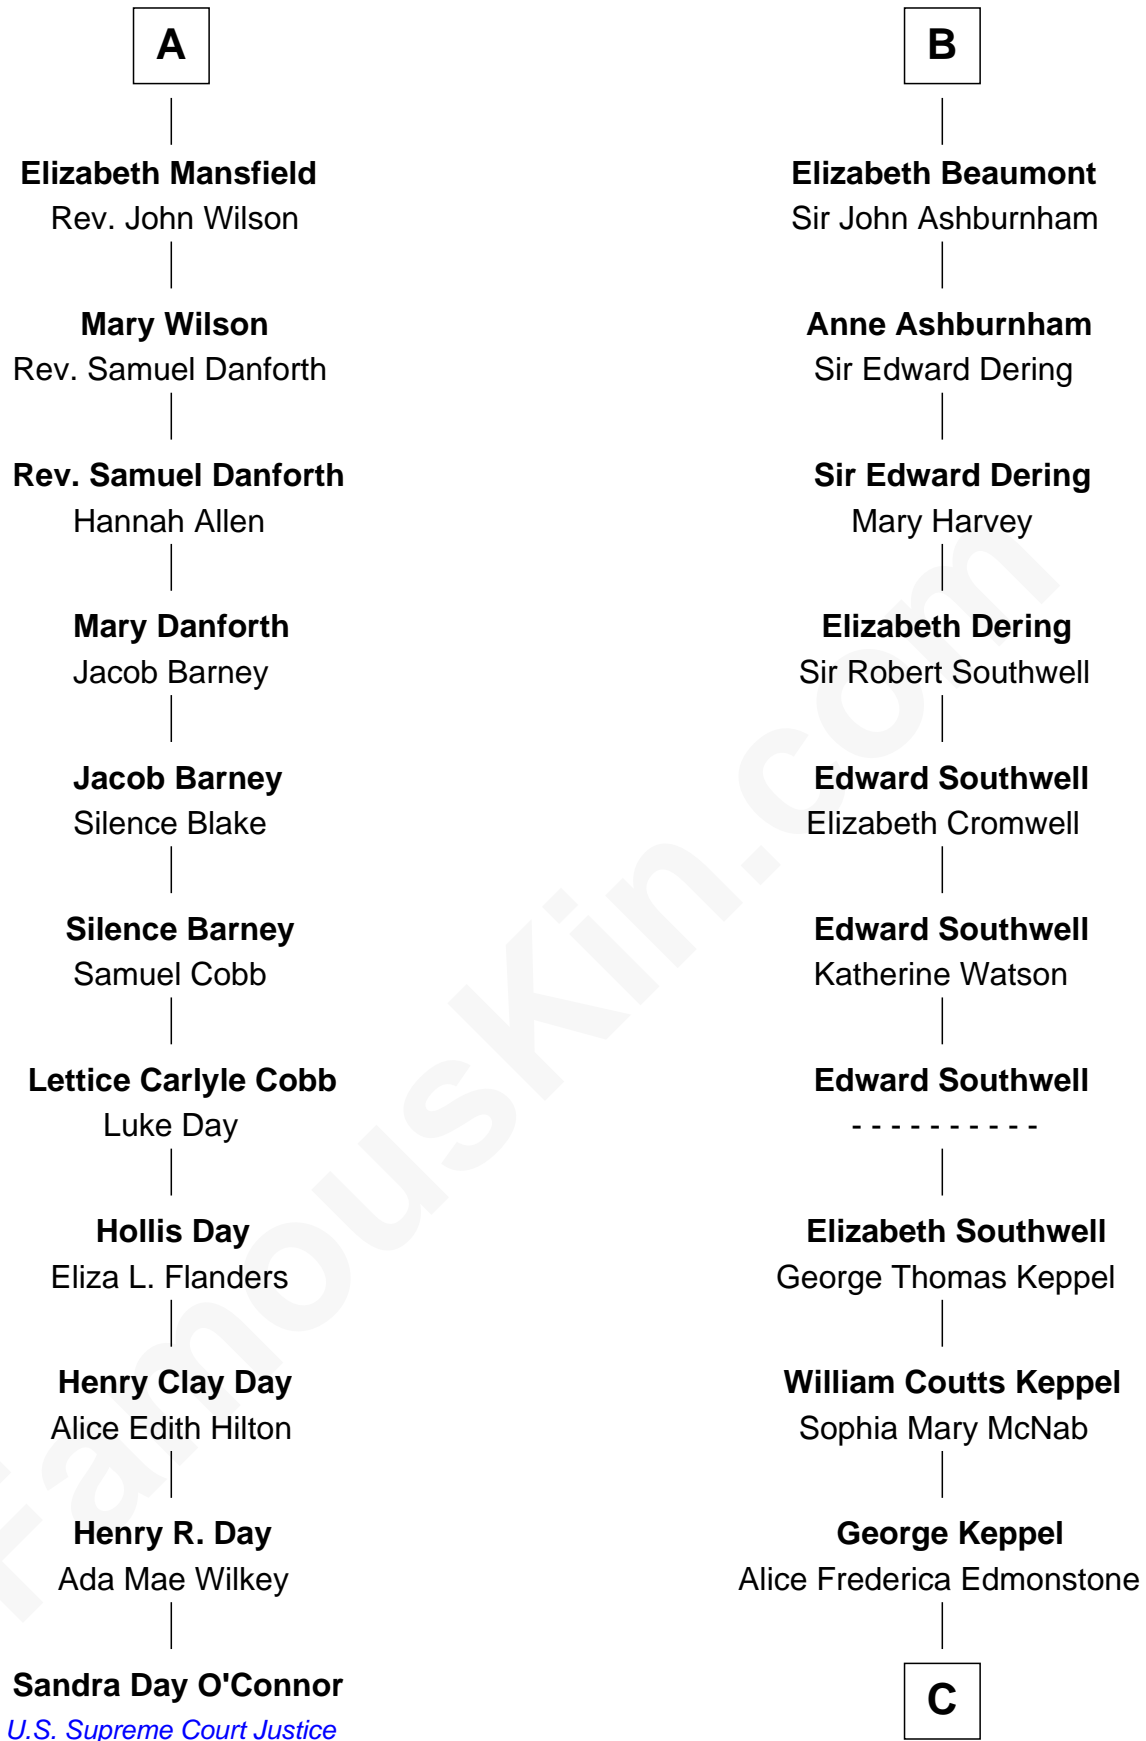 A
Elizabeth Mansfield
Rev. John Wilson
Mary Wilson
Rev. Samuel Danforth
Rev. Samuel Danforth
Hannah Allen
Mary Danforth
Jacob Barney
Jacob Barney
Silence Blake
Silence Barney
Samuel Cobb
Lettice Carlyle Cobb
Luke Day
Hollis Day
Eliza L. Flanders
Henry Clay Day
Alice Edith Hilton
Henry R. Day
Ada Mae Wilkey
Sandra Day O'Connor
U.S. Supreme Court Justice
B
Elizabeth Beaumont
Sir John Ashburnham
Anne Ashburnham
Sir Edward Dering
Sir Edward Dering
Mary Harvey
Elizabeth Dering
Sir Robert Southwell
Edward Southwell
Elizabeth Cromwell
Edward Southwell
Katherine Watson
Edward Southwell
- - - - - - - - - -
Elizabeth Southwell
George Thomas Keppel
William Coutts Keppel
Sophia Mary McNab
George Keppel
Alice Frederica Edmonstone
C
FamousKin.com